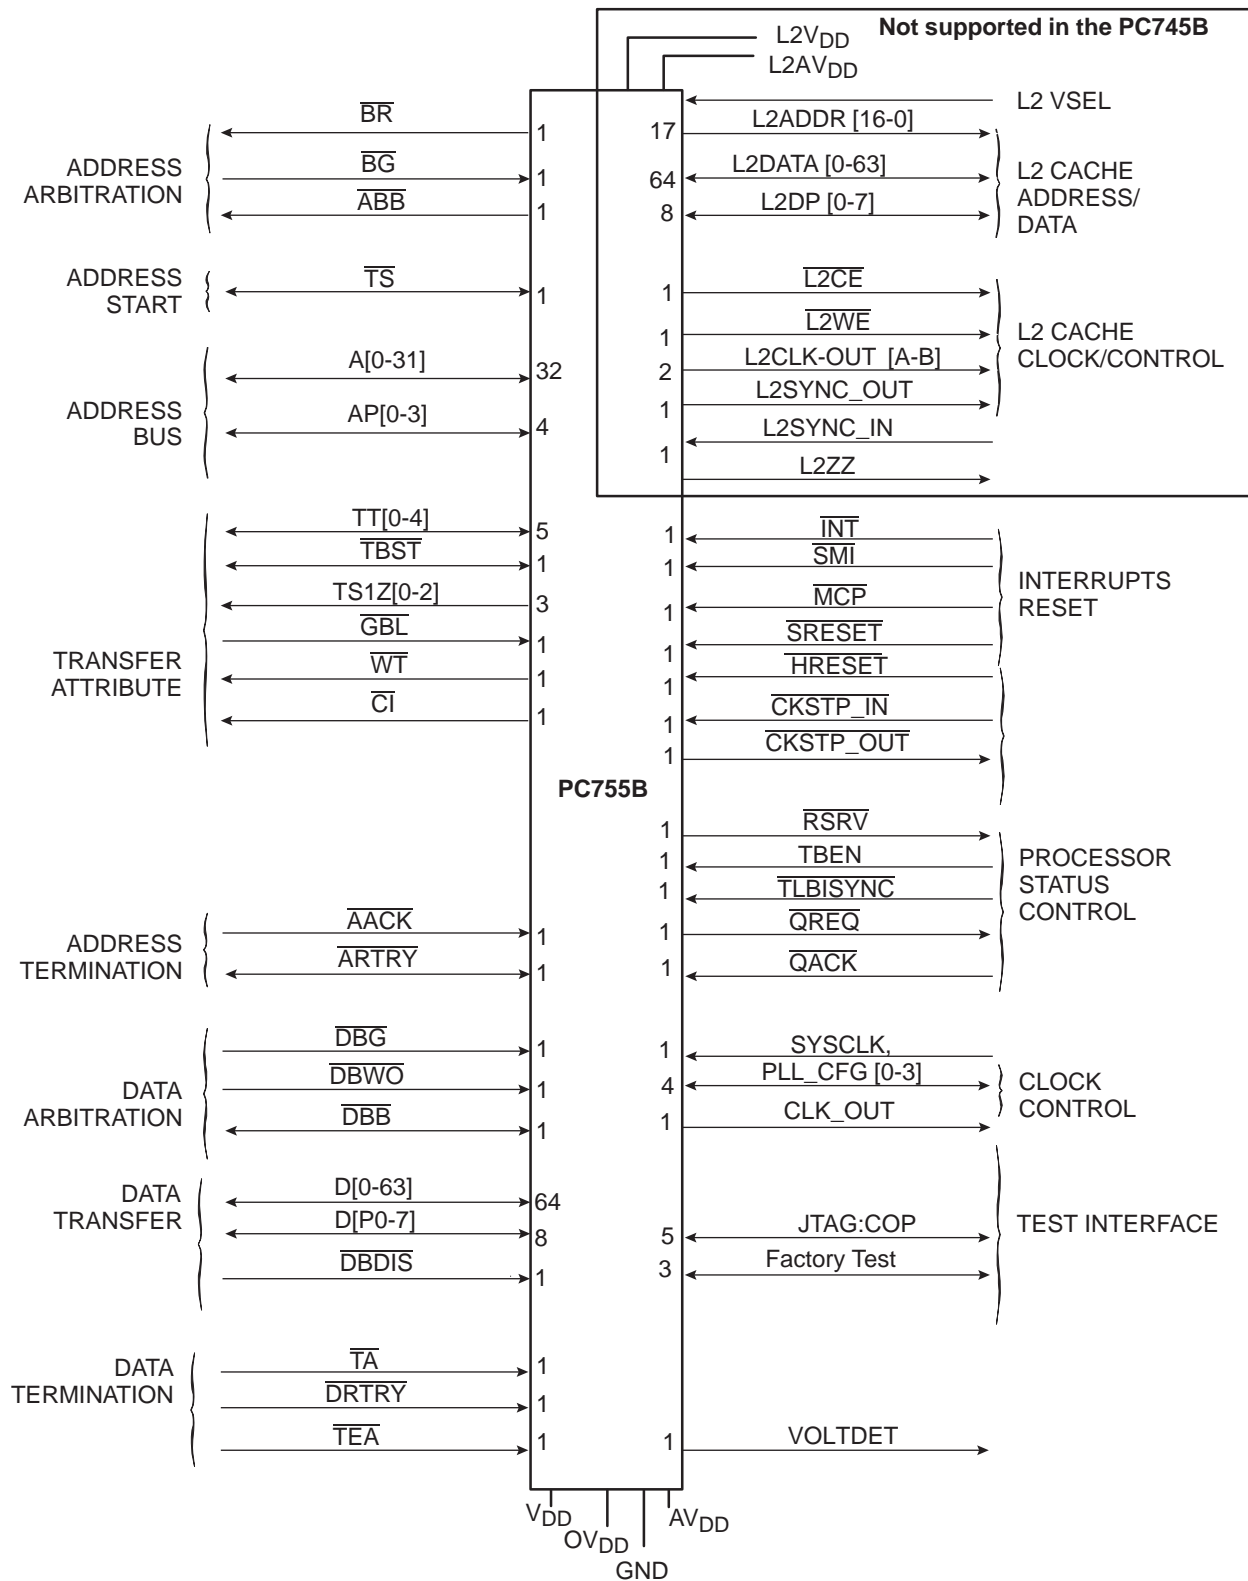 Not supported in the PC745B
L2VDD
L2AVDD
L2 VSEL
ADDRESS
ARBITRATION
BR
1
BG
1
ABB
1
ADDRESS
START
TS
1
ADDRESS
BUS
A[0-31]
32
AP[0-3]
4
TRANSFER
ATTRIBUTE
TT[0-4]
5
TBST
1
TS1Z[0-2]
3
GBL
1
WT
1
CI
1
PC755B
ADDRESS
TERMINATION
AACK
1
ARTRY
1
DATA
ARBITRATION
DBG
1
DBWO
1
DBB
1
DATA
TRANSFER
D[0-63]
64
D[P0-7]
8
DBDIS
1
DATA
TERMINATION
TA
1
DRTRY
1
TEA
1
17
L2ADDR [16-0]
64
L2DATA [0-63]
8
L2DP [0-7]
L2 CACHE
ADDRESS/
DATA
1
L2CE
1
L2WE
2
L2CLK-OUT [A-B]
1
L2SYNC_OUT
L2SYNC_IN
1
L2ZZ
L2 CACHE
CLOCK/CONTROL
1
INT
1
SMI
1
MCP
1
SRESET
1
HRESET
1
CKSTP_IN
1
CKSTP_OUT
INTERRUPTS
RESET
1
RSRV
1
TBEN
1
TLBISYNC
1
QREQ
1
QACK
PROCESSOR
STATUS
CONTROL
1
SYSCLK,
4
PLL_CFG [0-3]
1
CLK_OUT
CLOCK
CONTROL
5
JTAG:COP
3
Factory Test
TEST INTERFACE
1
VOLTDET
VDD
OVDD
GND
AVDD